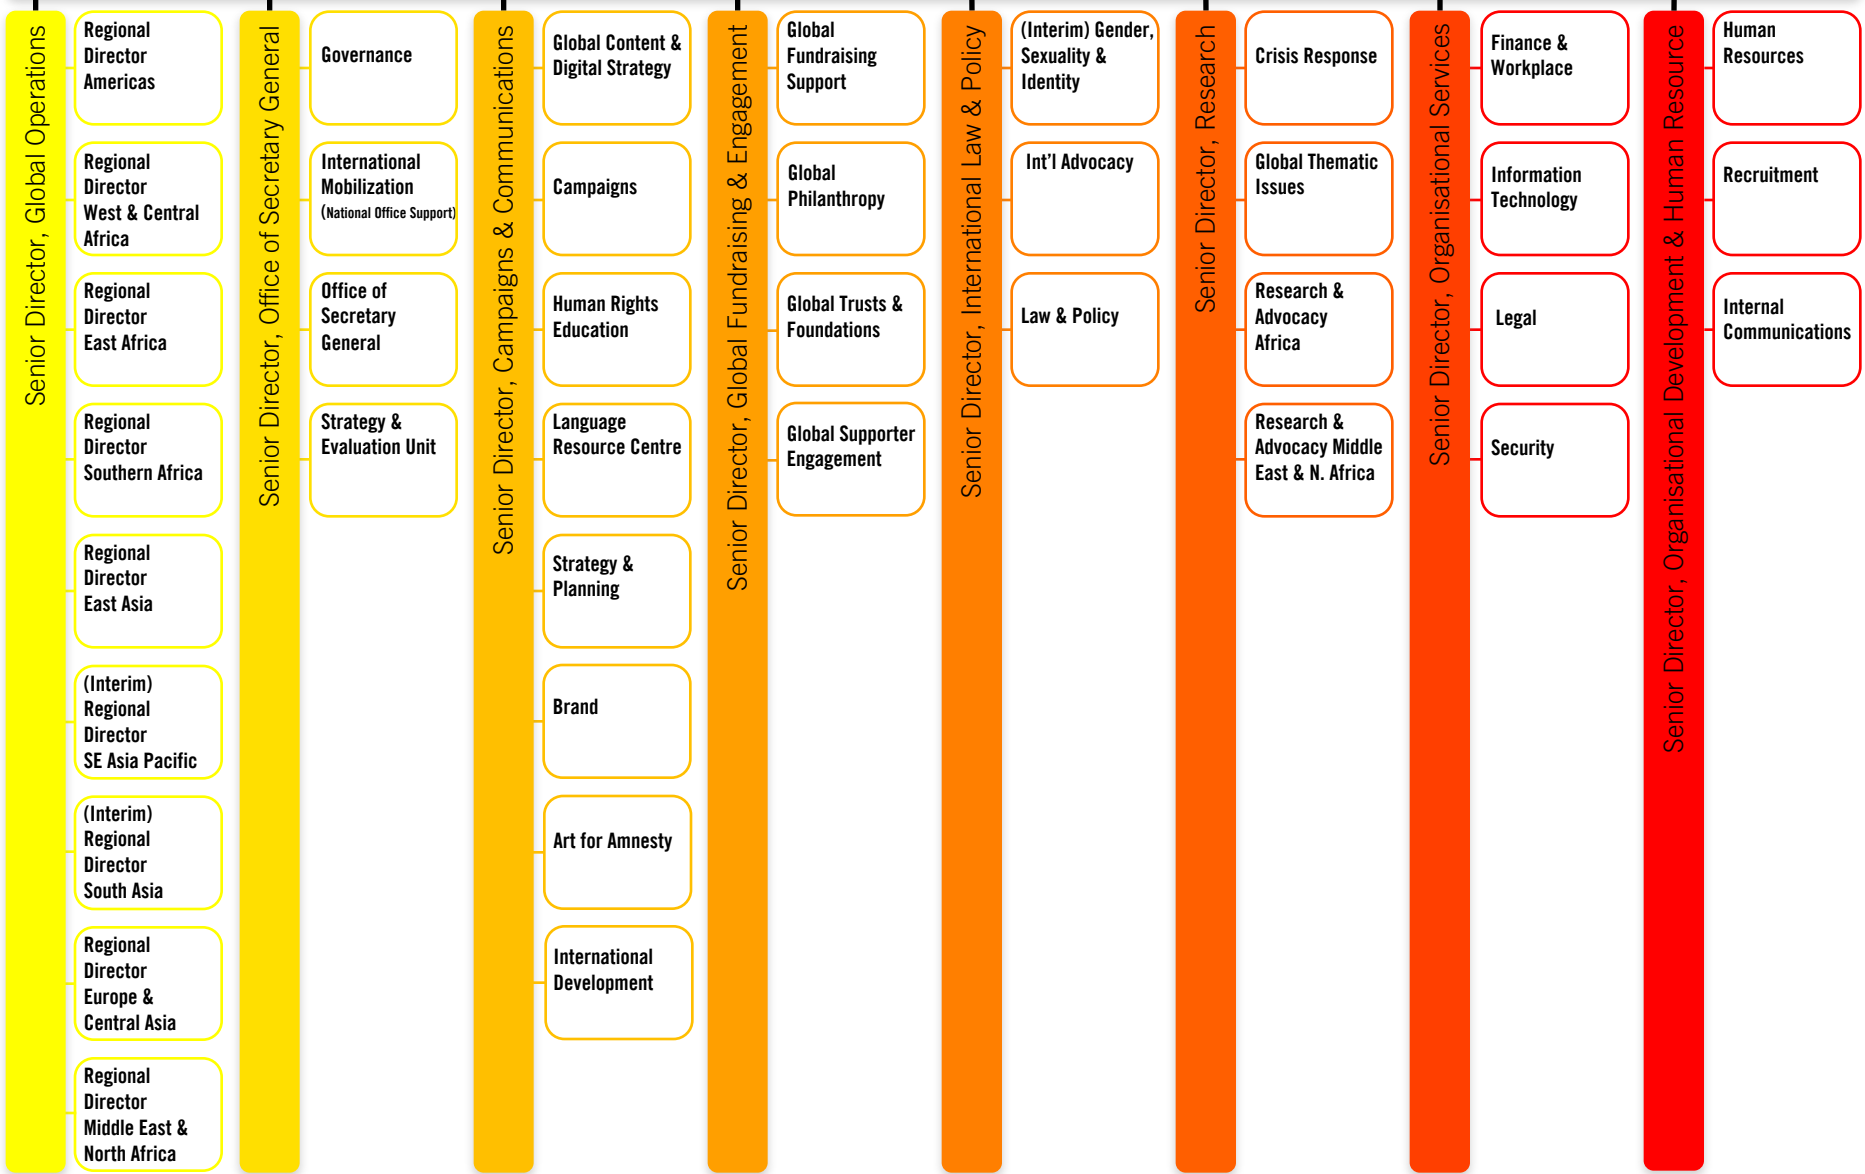 Senior Director, Global Operations
Regional
Director
Americas
Regional
Director
West & Central
Africa
Regional
Director
East Africa
Regional
Director
Southern Africa
Regional
Director
East Asia
(Interim)
Regional
Director
SE Asia Pacific
(Interim)
Regional
Director
South Asia
Regional
Director
Europe &
Central Asia
Regional
Director
Middle East &
North Africa
Senior Director, Office of Secretary General
Governance
International
Mobilization
(National Office Support)
Office of
Secretary
General
Strategy &
Evaluation Unit
Senior Director, Campaigns & Communications
Global Content &
Digital Strategy
Campaigns
Human Rights
Education
Language
Resource Centre
Strategy &
Planning
Brand
Art for Amnesty
International
Development
Senior Director, Global Fundraising & Engagement
Global
Fundraising
Support
Global
Philanthropy
Global Trusts &
Foundations
Global Supporter
Engagement
Senior Director, International Law & Policy
(Interim) Gender,
Sexuality &
Identity
Int'l Advocacy
Law & Policy
Senior Director, Research
Crisis Response
Global Thematic
Issues
Research &
Advocacy
Africa
Research &
Advocacy Middle
East & N. Africa
Senior Director, Organisational Services
Finance &
Workplace
Information
Technology
Legal
Security
Senior Director, Organisational Development & Human Resource
Human
Resources
Recruitment
Internal
Communications